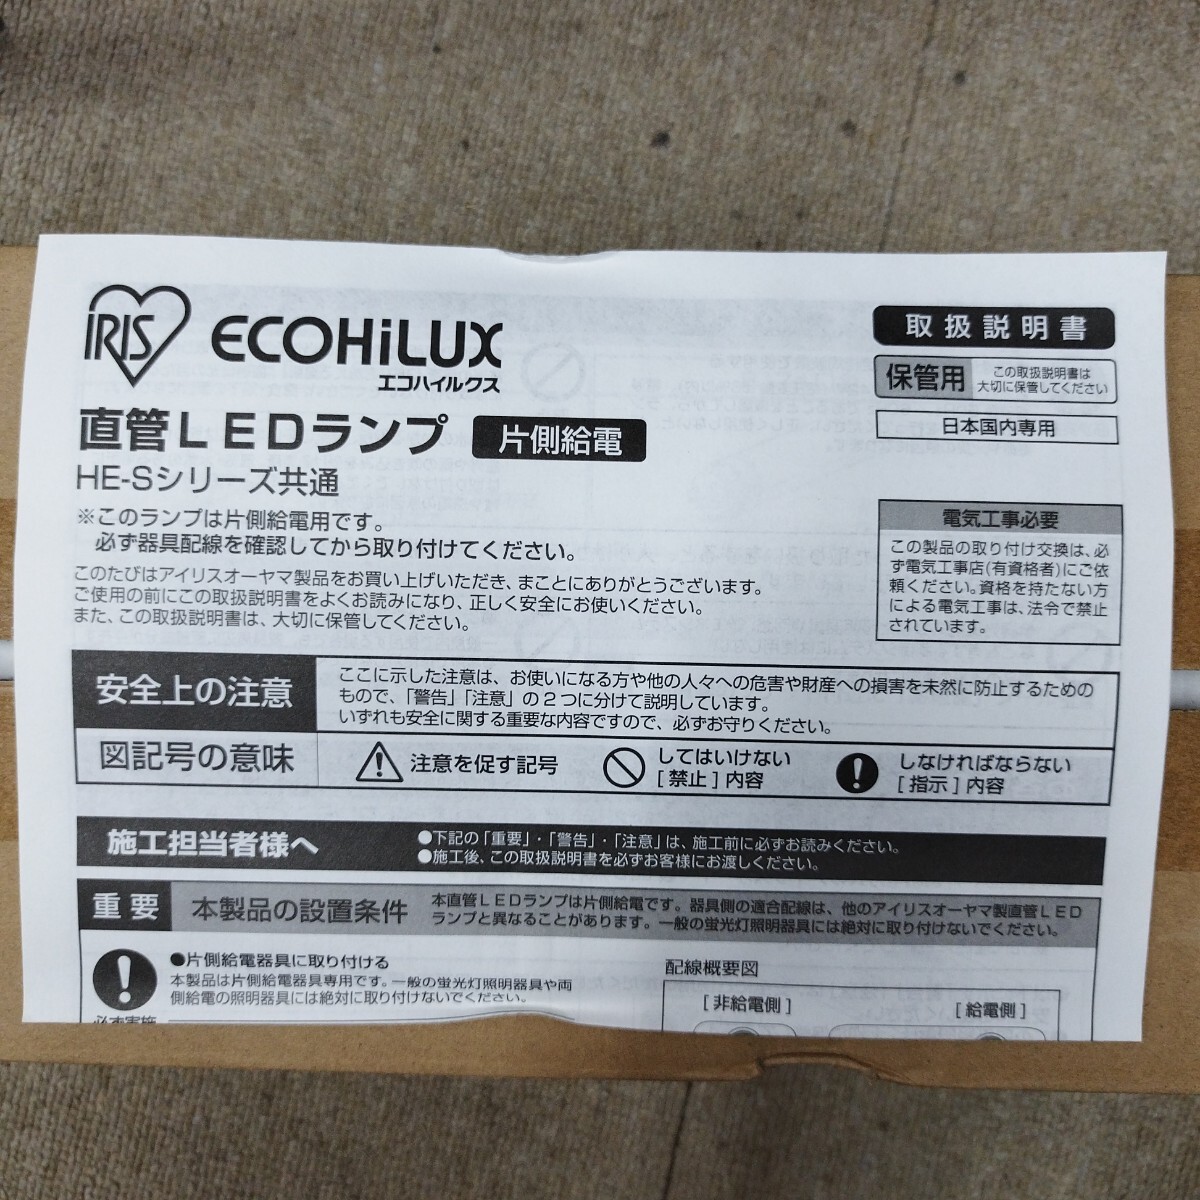 IRIS ECOHiLUX
エコハイルクス
直管LEDランプ 片側給電
HE-Sシリーズ共通
※このランプは片側給電用です。
必ず器具配線を確認してから取り付けてください。
このたびはアイリスオーヤマ製品をお買い上げいただき、まことにありがとうございます。
ご使用の前にこの取扱説明書をよくお読みになり、正しく安全にお使いください。
また、この取扱説明書は、大切に保管してください。
取扱説明書
保管用
この取扱説明書は
大切に保管してください
日本国内専用
電気工事必要
この製品の取り付け交換は、必
ず電気工事店(有資格者)にご依
頼ください。資格を持たない方
による電気工事は、法令で禁止
されています。
安全上の注意
ここに示した注意は、お使いになる方や他の人々への危害や財産への損害を未然に防止するための
もので、「警告」「注意」の2つに分けて説明しています。
いずれも安全に関する重要な内容ですので、必ずお守りください。
図記号の意味
注意を促す記号
してはいけない
[禁止]内容
しなければならない
[指示]内容
施工担当者様へ
●下記の「重要」・「警告」・「注意」は、施工前に必ずお読みください。
●施工後、この取扱説明書を必ずお客様にお渡しください。
重要 本製品の設置条件
本直管LEDランプは片側給電です。器具側の適合配線は、他のアイリスオーヤマ製直管LED
ランプと異なることがあります。一般の蛍光灯照明器具には絶対に取り付けないでください。
●片側給電器具に取り付ける
本製品は片側給電器具専用です。一般の蛍光灯照明器具や両
側給電の照明器具には絶対に取り付けないでください。
必ず実施
配線概要図
[非給電側]
[給電側]